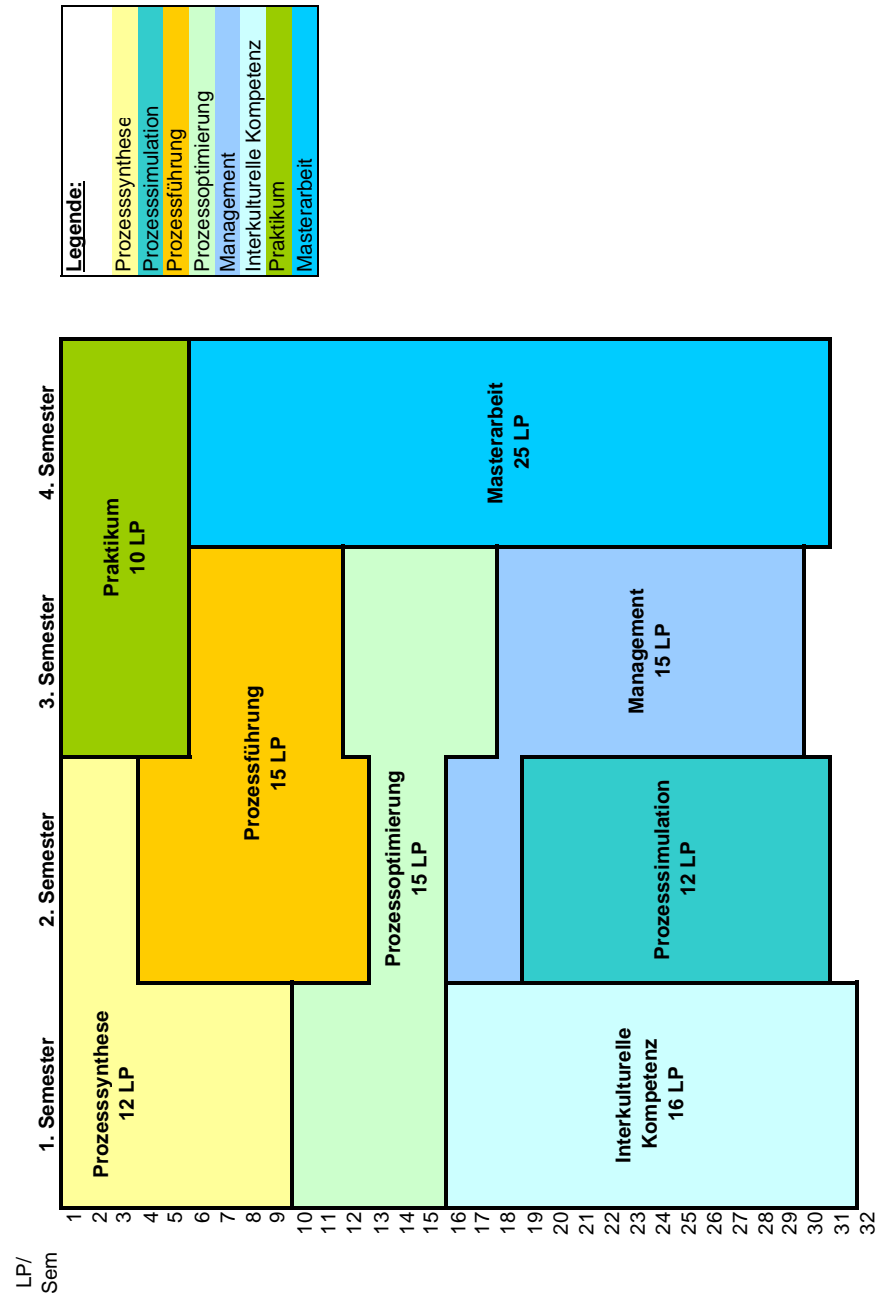 LP/
Sem
1. Semester
2. Semester
3. Semester
4. Semester
1
2
3
4
5
6
7
8
9
10
11
12
13
14
15
16
17
18
19
20
21
22
23
24
25
26
27
28
29
30
31
32
Prozesssynthese
12 LP
Praktikum
10 LP
Prozessführung
15 LP
Prozessoptimierung
15 LP
Interkulturelle
Kompetenz
16 LP
Prozesssimulation
12 LP
Management
15 LP
Masterarbeit
25 LP
Legende:
Prozesssynthese
Prozesssimulation
Prozessführung
Prozessoptimierung
Management
Interkulturelle Kompetenz
Praktikum
Masterarbeit